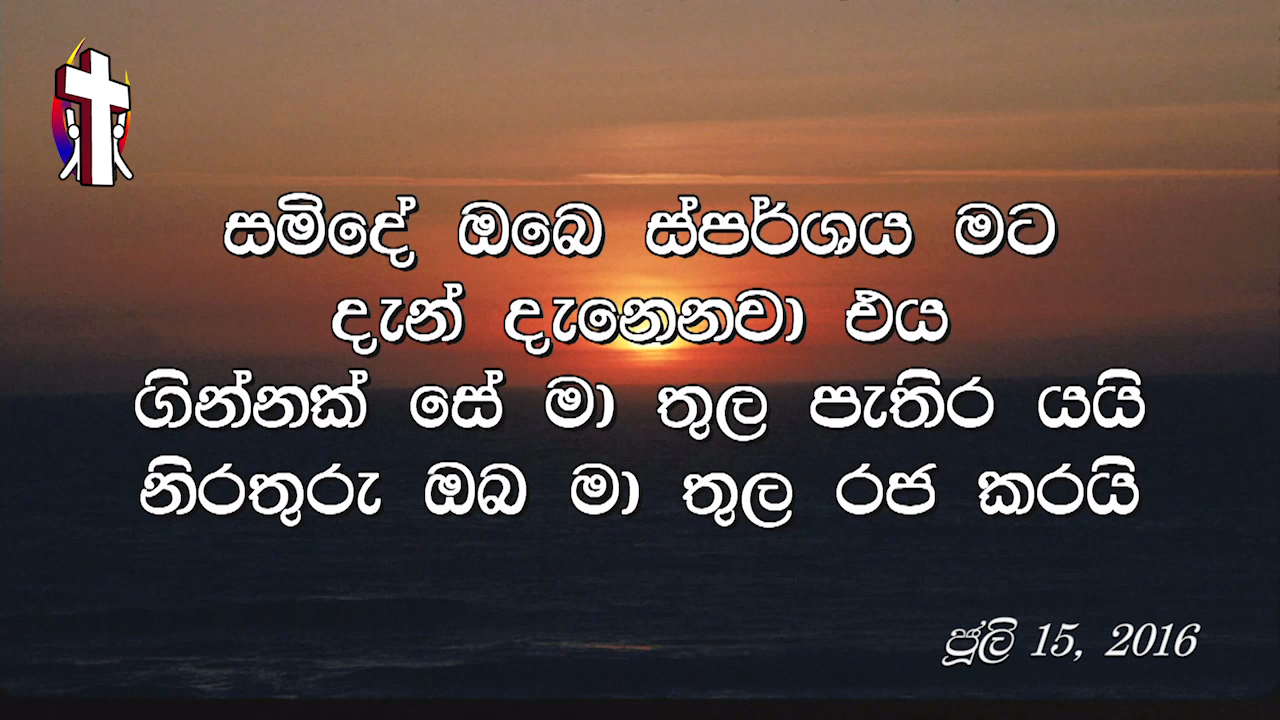 සමිදේ ඔබෙ ස්පර්ශය මට
දැන් දැනෙනවා එය
ගින්නක් සේ මා තුල පැතිර යයි
නිරතුරු ඔබ මා තුල රජ කරයි
ජූලි 15, 2016